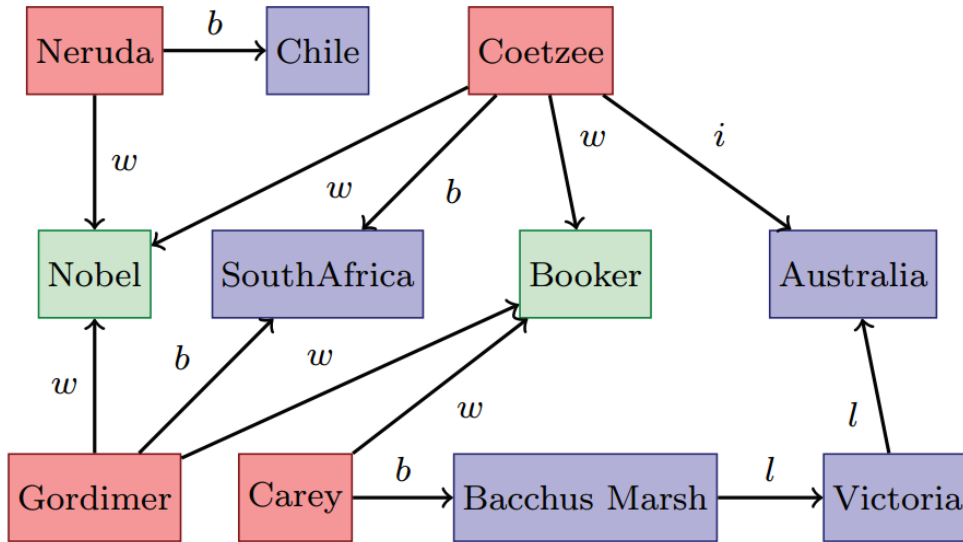 Neruda
b
Chile
Coetzee
w
w
b
w
i
Nobel
SouthAfrica
Booker
Australia
w
b
w
w
l
Gordimer
Carey
b
Bacchus Marsh
l
Victoria